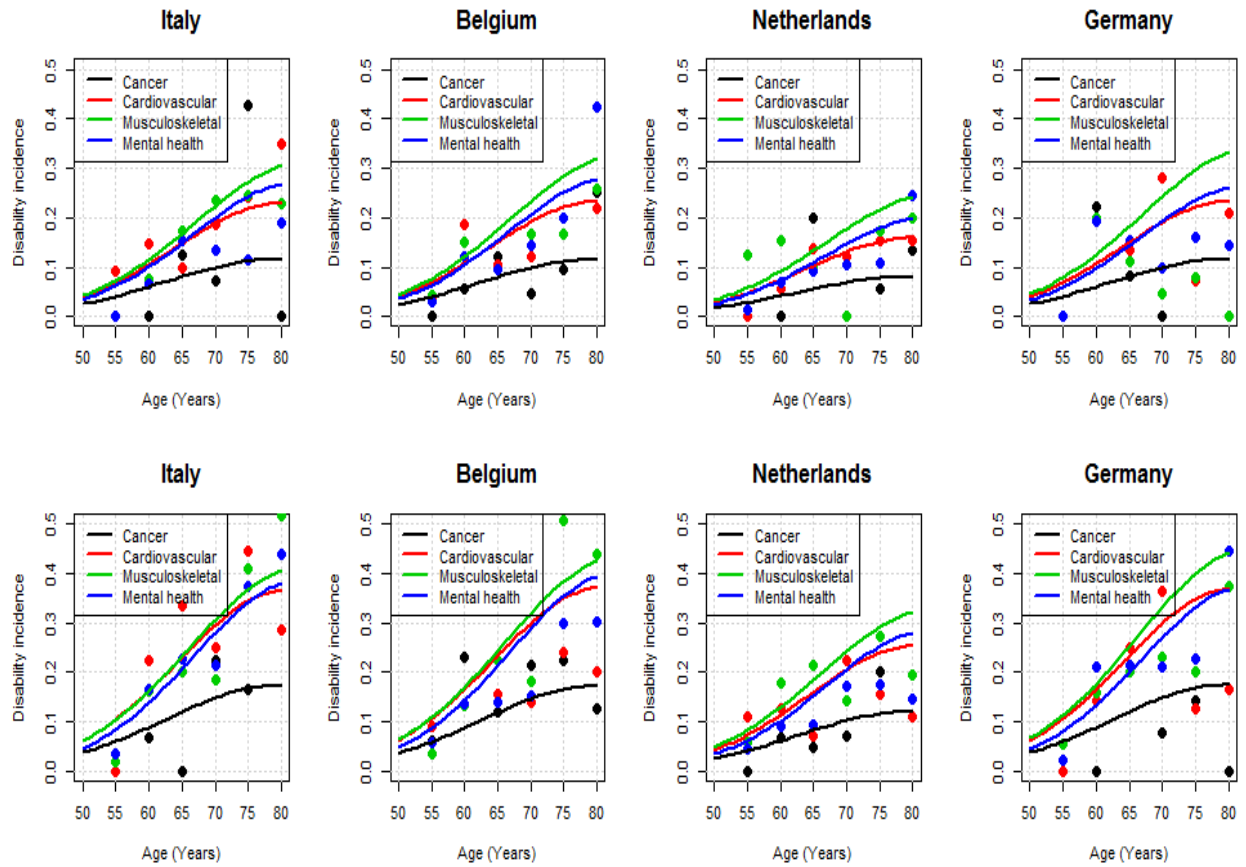 Italy
Disability incidence
0.5
0.4
0.3
0.2
0.1
0.0
Cancer
Cardiovascular
Musculoskeletal
Mental health
50 55 60 65 70 75 80
Age (Years)
Belgium
Disability incidence
0.5
0.4
0.3
0.2
0.1
0.0
Cancer
Cardiovascular
Musculoskeletal
Mental health
50 55 60 65 70 75 80
Age (Years)
Netherlands
Disability incidence
0.5
0.4
0.3
0.2
0.1
0.0
Cancer
Cardiovascular
Musculoskeletal
Mental health
50 55 60 65 70 75 80
Age (Years)
Germany
Disability incidence
0.5
0.4
0.3
0.2
0.1
0.0
Cancer
Cardiovascular
Musculoskeletal
Mental health
50 55 60 65 70 75 80
Age (Years)
Italy
Disability incidence
0.5
0.4
0.3
0.2
0.1
0.0
Cancer
Cardiovascular
Musculoskeletal
Mental health
50 55 60 65 70 75 80
Age (Years)
Belgium
Disability incidence
0.5
0.4
0.3
0.2
0.1
0.0
Cancer
Cardiovascular
Musculoskeletal
Mental health
50 55 60 65 70 75 80
Age (Years)
Netherlands
Disability incidence
0.5
0.4
0.3
0.2
0.1
0.0
Cancer
Cardiovascular
Musculoskeletal
Mental health
50 55 60 65 70 75 80
Age (Years)
Germany
Disability incidence
0.5
0.4
0.3
0.2
0.1
0.0
Cancer
Cardiovascular
Musculoskeletal
Mental health
50 55 60 65 70 75 80
Age (Years)